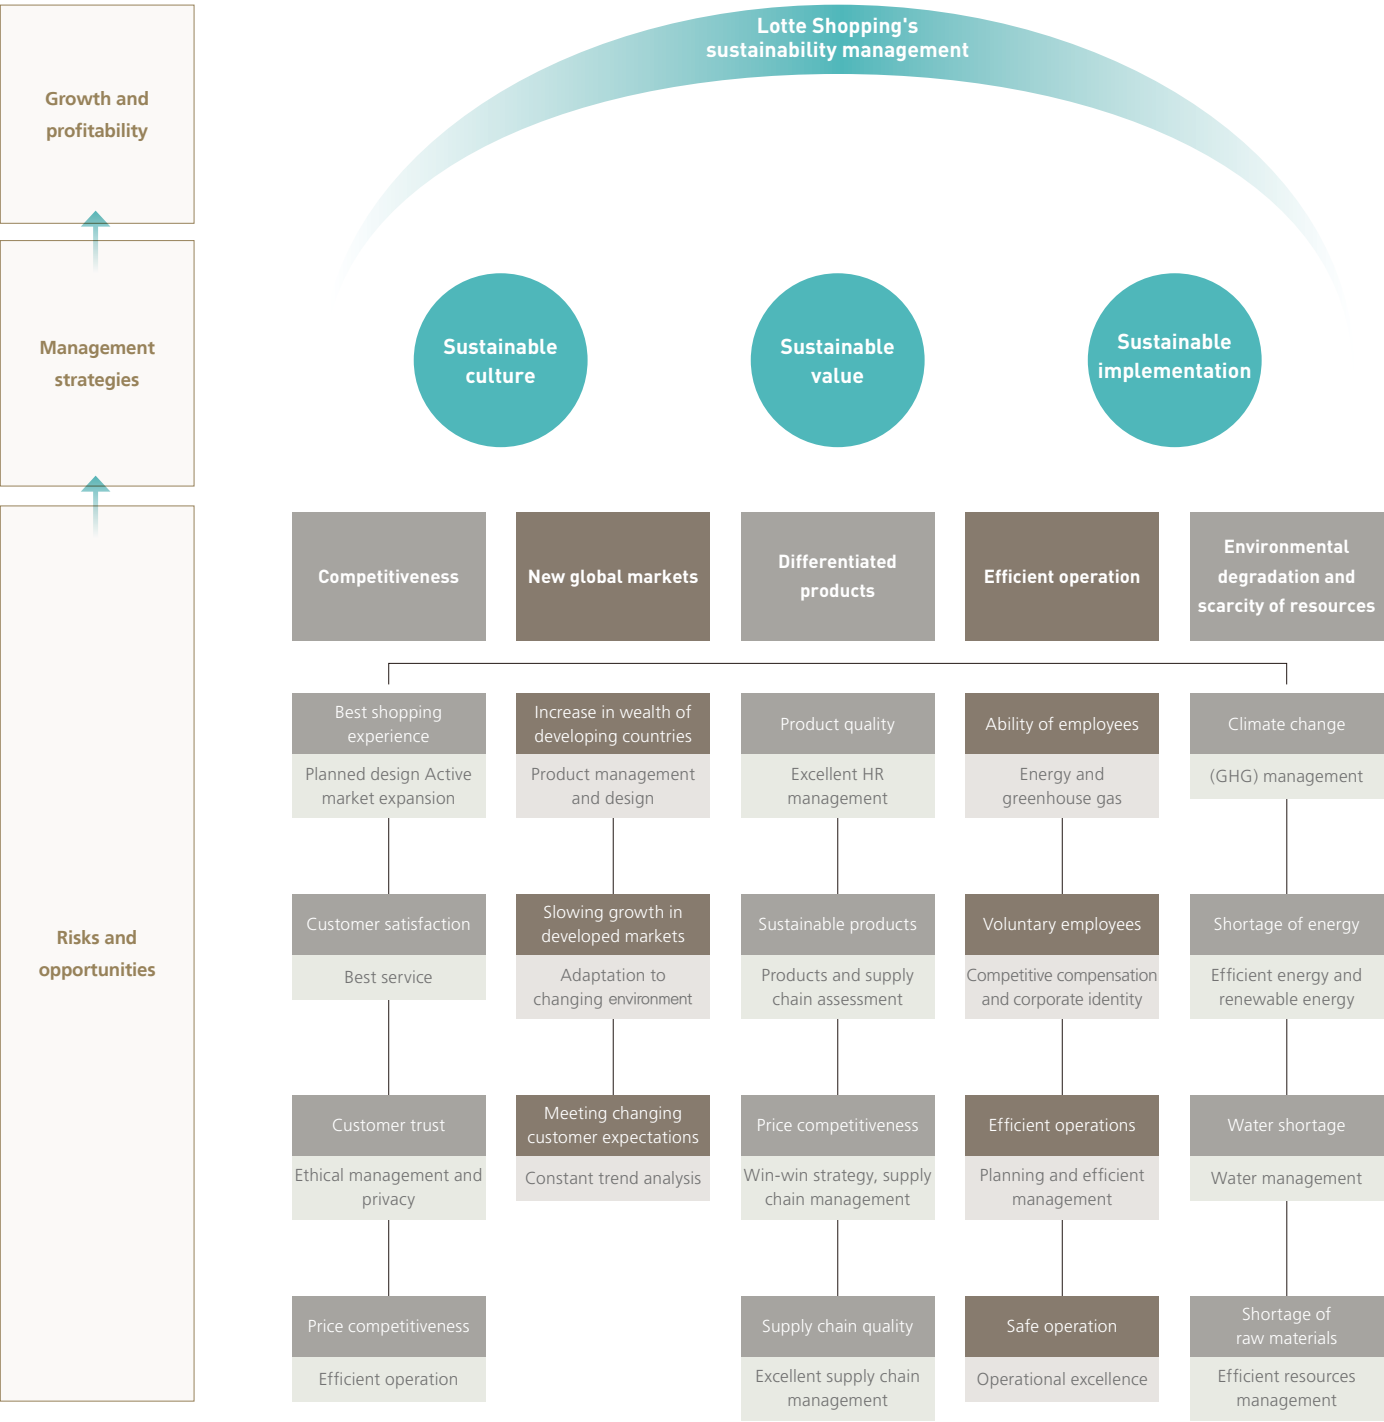 Lotte Shopping's
sustainability management
Growth and
profitability
Management
strategies
Sustainable
culture
Sustainable
value
Sustainable
implementation
Risks and
opportunities
Competitiveness
New global markets
Differentiated
products
Efficient operation
Environmental
degradation and
scarcity of resources
Best shopping
experience
Planned design Active
market expansion
Customer satisfaction
Best service
Customer trust
Ethical management and
privacy
Price competitiveness
Efficient operation
Increase in wealth of
developing countries
Product management
and design
Slowing growth in
developed markets
Adaptation to
changing environment
Meeting changing
customer expectations
Constant trend analysis
Product quality
Excellent HR
management
Sustainable products
Products and supply
chain assessment
Price competitiveness
Win-win strategy, supply
chain management
Supply chain quality
Excellent supply chain
management
Ability of employees
Energy and
greenhouse gas
Voluntary employees
Competitive compensation
and corporate identity
Efficient operations
Planning and efficient
management
Safe operation
Operational excellence
Climate change
(GHG) management
Shortage of energy
Efficient energy and
renewable energy
Water shortage
Water management
Shortage of
raw materials
Efficient resources
management